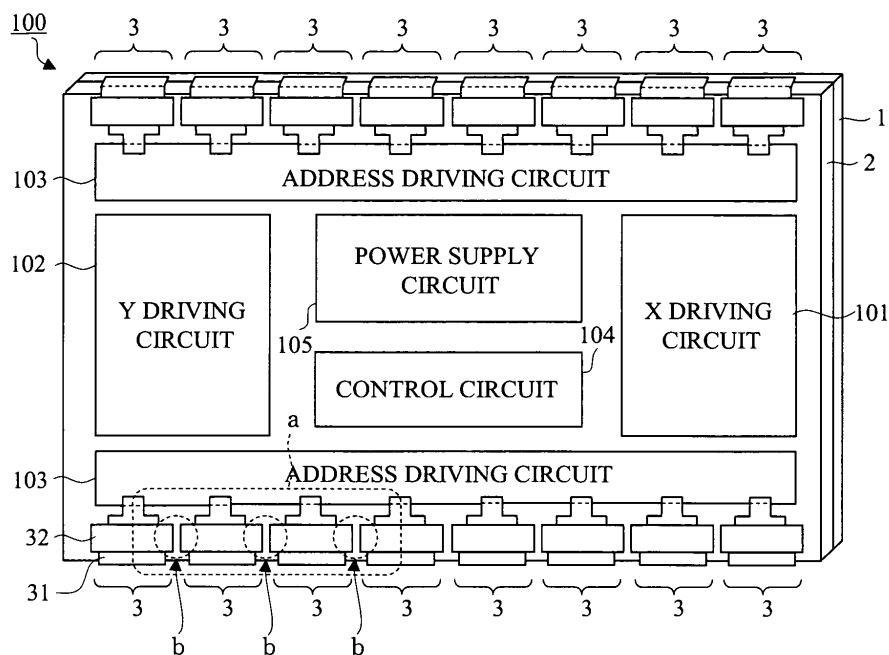 100
3 3 3 3 3 3 3 3
1
2
103
ADDRESS DRIVING CIRCUIT
102
Y DRIVING
CIRCUIT
POWER SUPPLY
CIRCUIT
105
X DRIVING
CIRCUIT
101
104
CONTROL CIRCUIT
a
103
ADDRESS DRIVING CIRCUIT
32
31
3 3 3 3 3 3 3 3
b b b